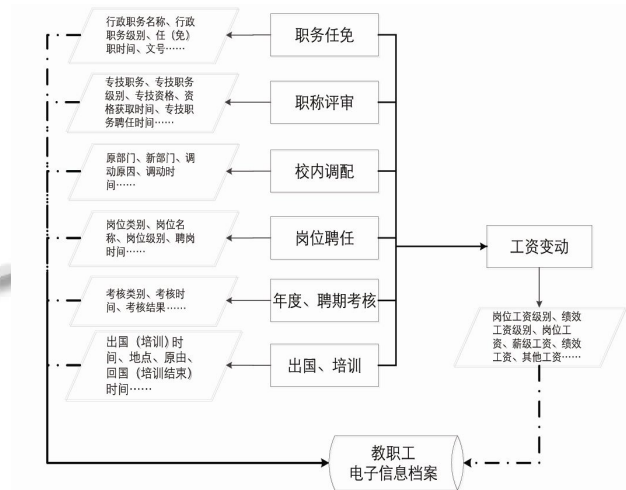 行政职务名称、行政
职务级别、任（免）
职时间、文号……
职务任免
专技职务、专技职务
级别、专技资格、资
格获取时间、专技职
务聘任时间……
职称评审
原部门、新部门、调
动原因、调动时
间……
校内调配
岗位类别、岗位名
称、岗位级别、聘岗
时间……
岗位聘任
工资变动
考核类别、考核时
间、考核结果……
年度、聘期考核
岗位工资级别、绩效
工资级别、岗位工
资、薪级工资、绩效
工资、其他工资……
出国（培训）时
间、地点、原由、
回国（培训结束）
时间……
出国、培训
教职工
电子信息档案